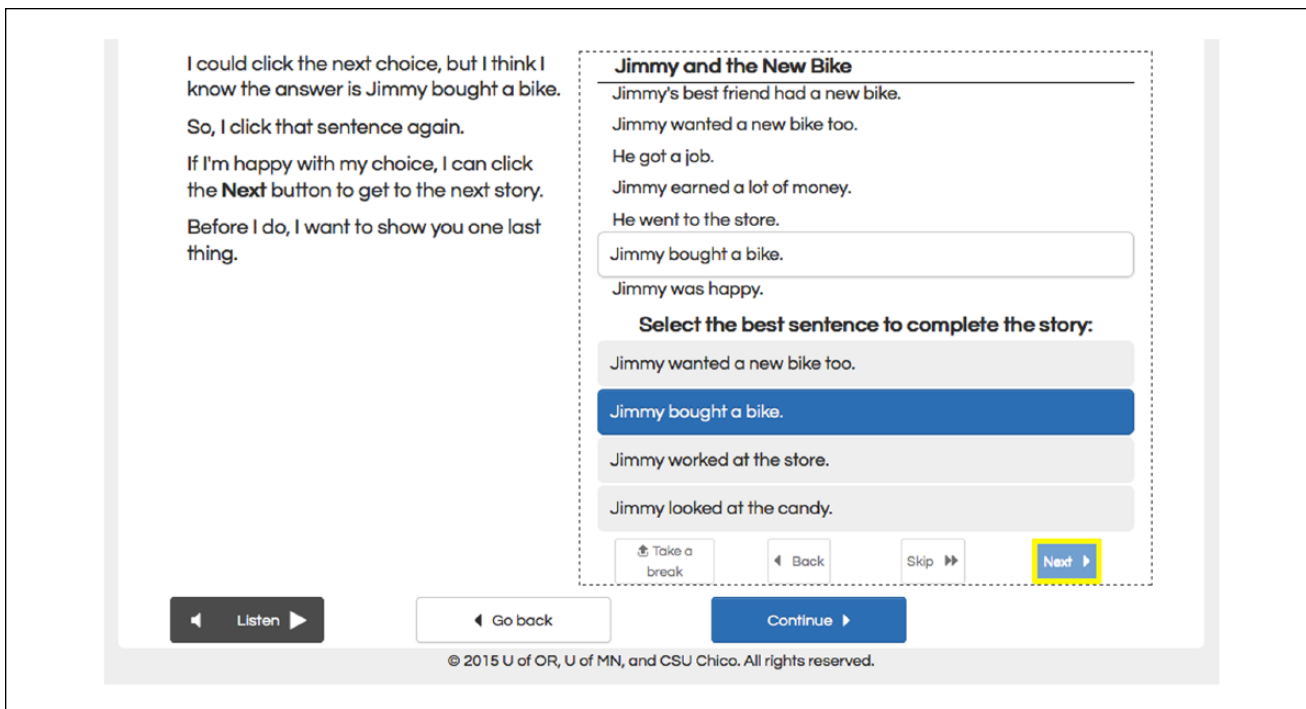 I could click the next choice, but I think I
know the answer is Jimmy bought a bike.
So, I click that sentence again.
If I'm happy with my choice, I can click
the Next button to get to the next story.
Before I do, I want to show you one last
thing.
Jimmy and the New Bike
Jimmy's best friend had a new bike.
Jimmy wanted a new bike too.
He got a job.
Jimmy earned a lot of money.
He went to the store.
Jimmy bought a bike.
Jimmy was happy.
Select the best sentence to complete the story:
Jimmy wanted a new bike too.
Jimmy bought a bike.
Jimmy worked at the store.
Jimmy looked at the candy.
Take a
break
Back
Skip
Next
Listen
Go back
Continue
© 2015 U of OR, U of MN, and CSU Chico. All rights reserved.